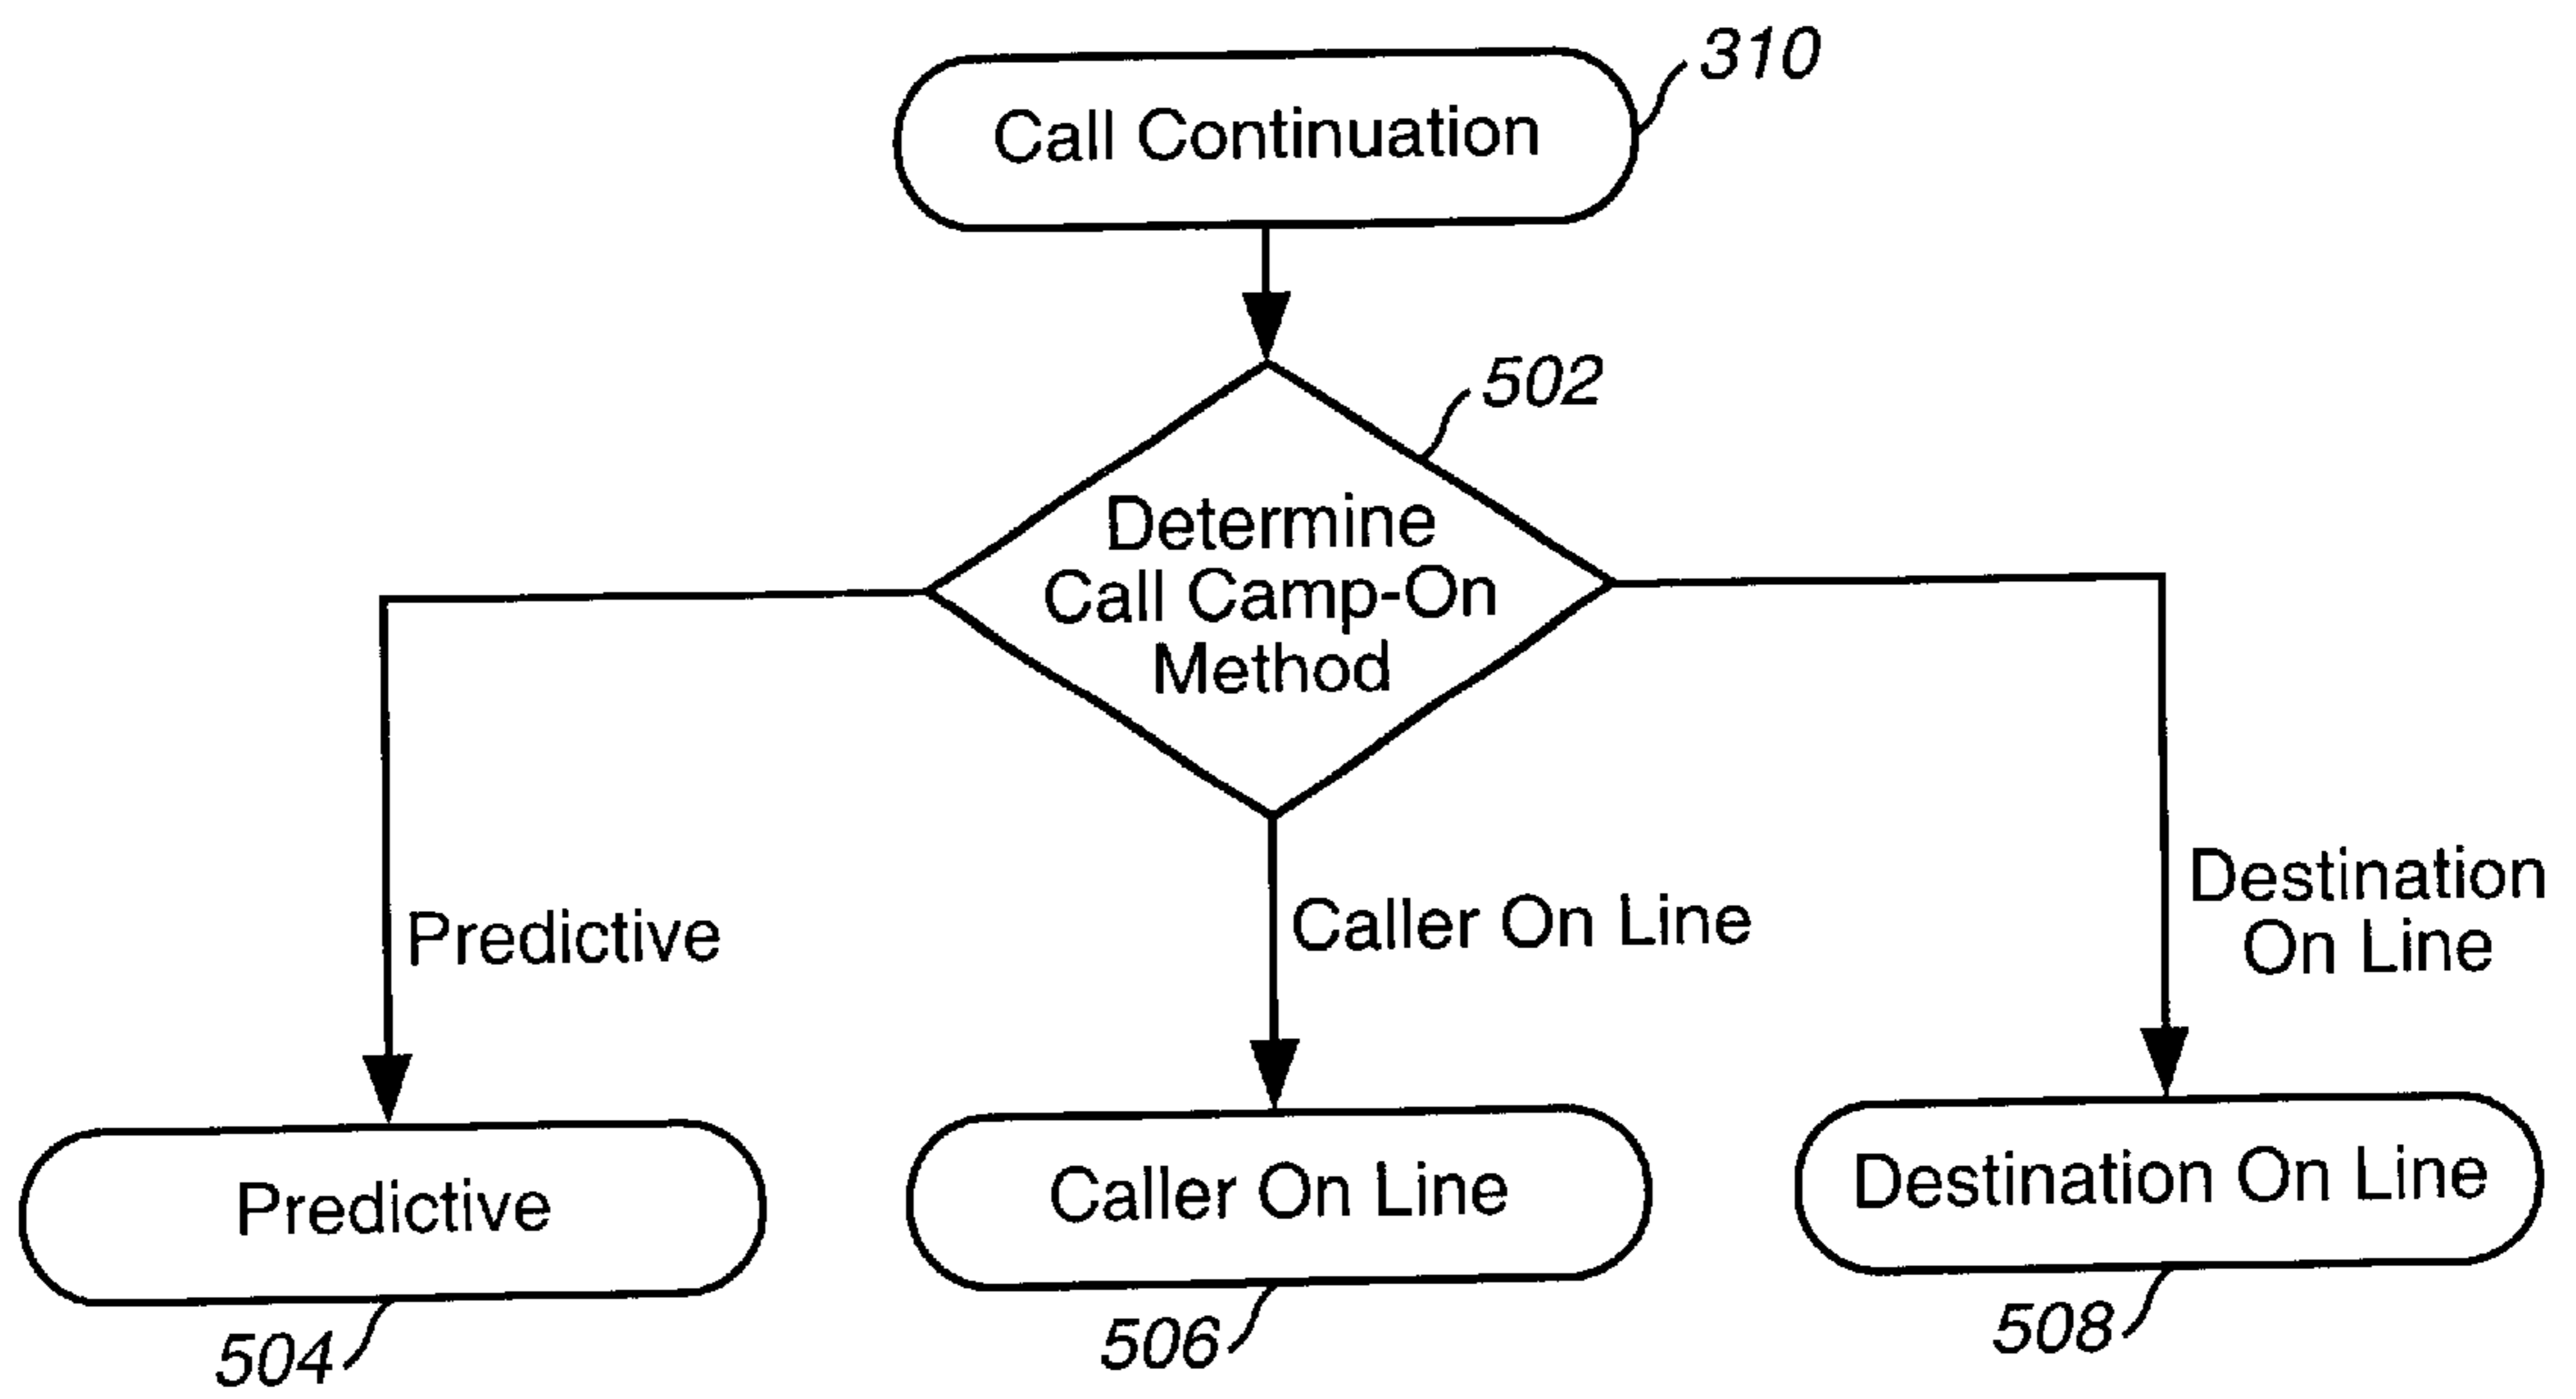 310
Call Continuation
502
Determine
Call Camp-On
Method
Predictive
Caller On Line
Destination
On Line
Predictive
Caller On Line
Destination On Line
504
506
508